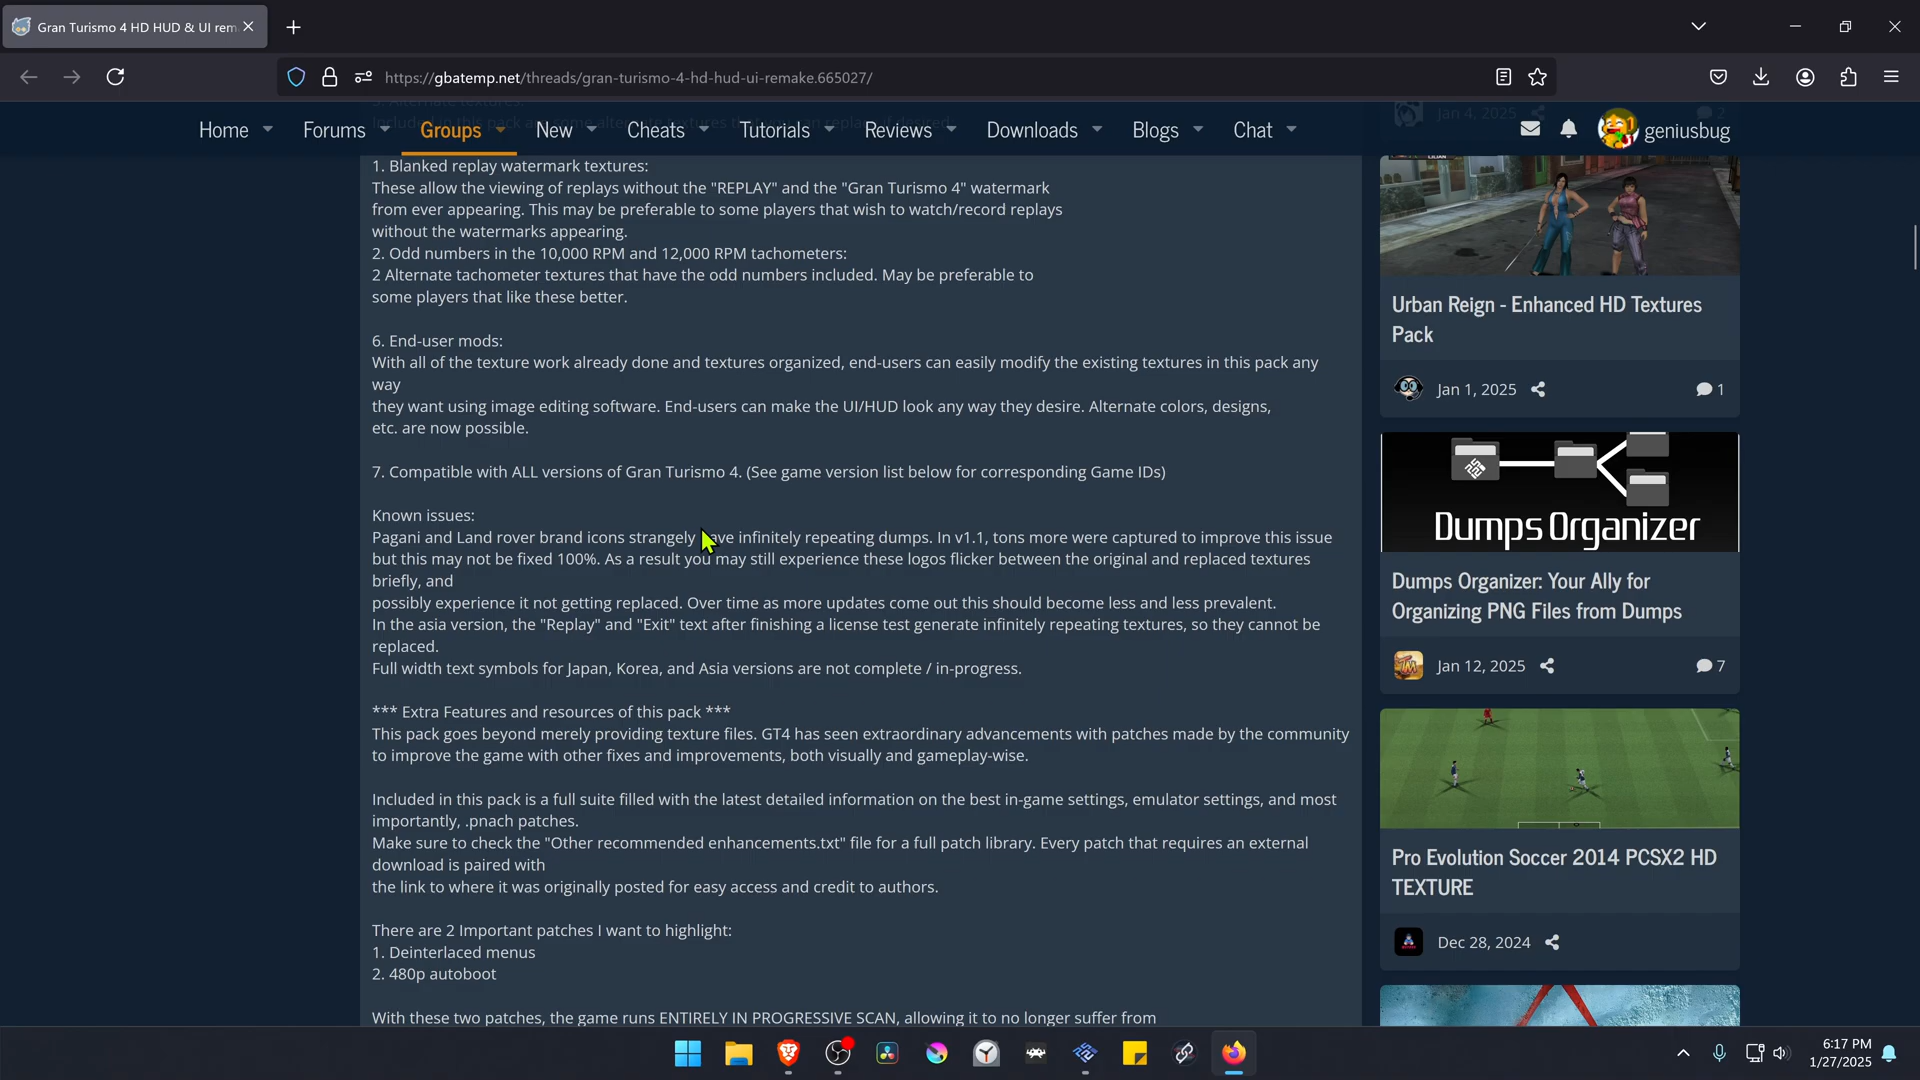 Gran Turismo 4 HD HUD & UI rem
https://gbatemp.net/threads/gran-turismo-4-hd-hud-ui-remake.665027/
Home
Forums
Groups
New
Cheats
Tutorials
Reviews
Downloads
Blogs
Chat
geniusbug
1. Blanked replay watermark textures:
These allow the viewing of replays without the "REPLAY" and the "Gran Turismo 4" watermark
from ever appearing. This may be preferable to some players that wish to watch/record replays
without the watermarks appearing.
2. Odd numbers in the 10,000 RPM and 12,000 RPM tachometers:
2 Alternate tachometer textures that have the odd numbers included. May be preferable to
some players that like these better.
6. End-user mods:
With all of the texture work already done and textures organized, end-users can easily modify the existing textures in this pack any
way
they want using image editing software. End-users can make the UI/HUD look any way they desire. Alternate colors, designs,
etc. are now possible.
7. Compatible with ALL versions of Gran Turismo 4. (See game version list below for corresponding Game IDs)
Known issues:
Pagani and Land rover brand icons strangely have infinitely repeating dumps. In v1.1, tons more were captured to improve this issue
but this may not be fixed 100%. As a result you may still experience these logos flicker between the original and replaced textures
briefly, and
possibly experience it not getting replaced. Over time as more updates come out this should become less and less prevalent.
In the asia version, the "Replay" and "Exit" text after finishing a license test generate infinitely repeating textures, so they cannot be
replaced.
Full width text symbols for Japan, Korea, and Asia versions are not complete / in-progress.
*** Extra Features and resources of this pack ***
This pack goes beyond merely providing texture files. GT4 has seen extraordinary advancements with patches made by the community
to improve the game with other fixes and improvements, both visually and gameplay-wise.
Included in this pack is a full suite filled with the latest detailed information on the best in-game settings, emulator settings, and most
importantly, .pnach patches.
Make sure to check the "Other recommended enhancements.txt" file for a full patch library. Every patch that requires an external
download is paired with
the link to where it was originally posted for easy access and credit to authors.
There are 2 Important patches I want to highlight:
1. Deinterlaced menus
2. 480p autoboot
With these two patches, the game runs ENTIRELY IN PROGRESSIVE SCAN, allowing it to no longer suffer from
Jan 4, 2025
2
Urban Reign - Enhanced HD Textures
Pack
Jan 1, 2025
1
Dumps Organizer
Dumps Organizer: Your Ally for
Organizing PNG Files from Dumps
Jan 12, 2025
7
Pro Evolution Soccer 2014 PCSX2 HD
TEXTURE
Dec 28, 2024
6:17 PM
1/27/2025